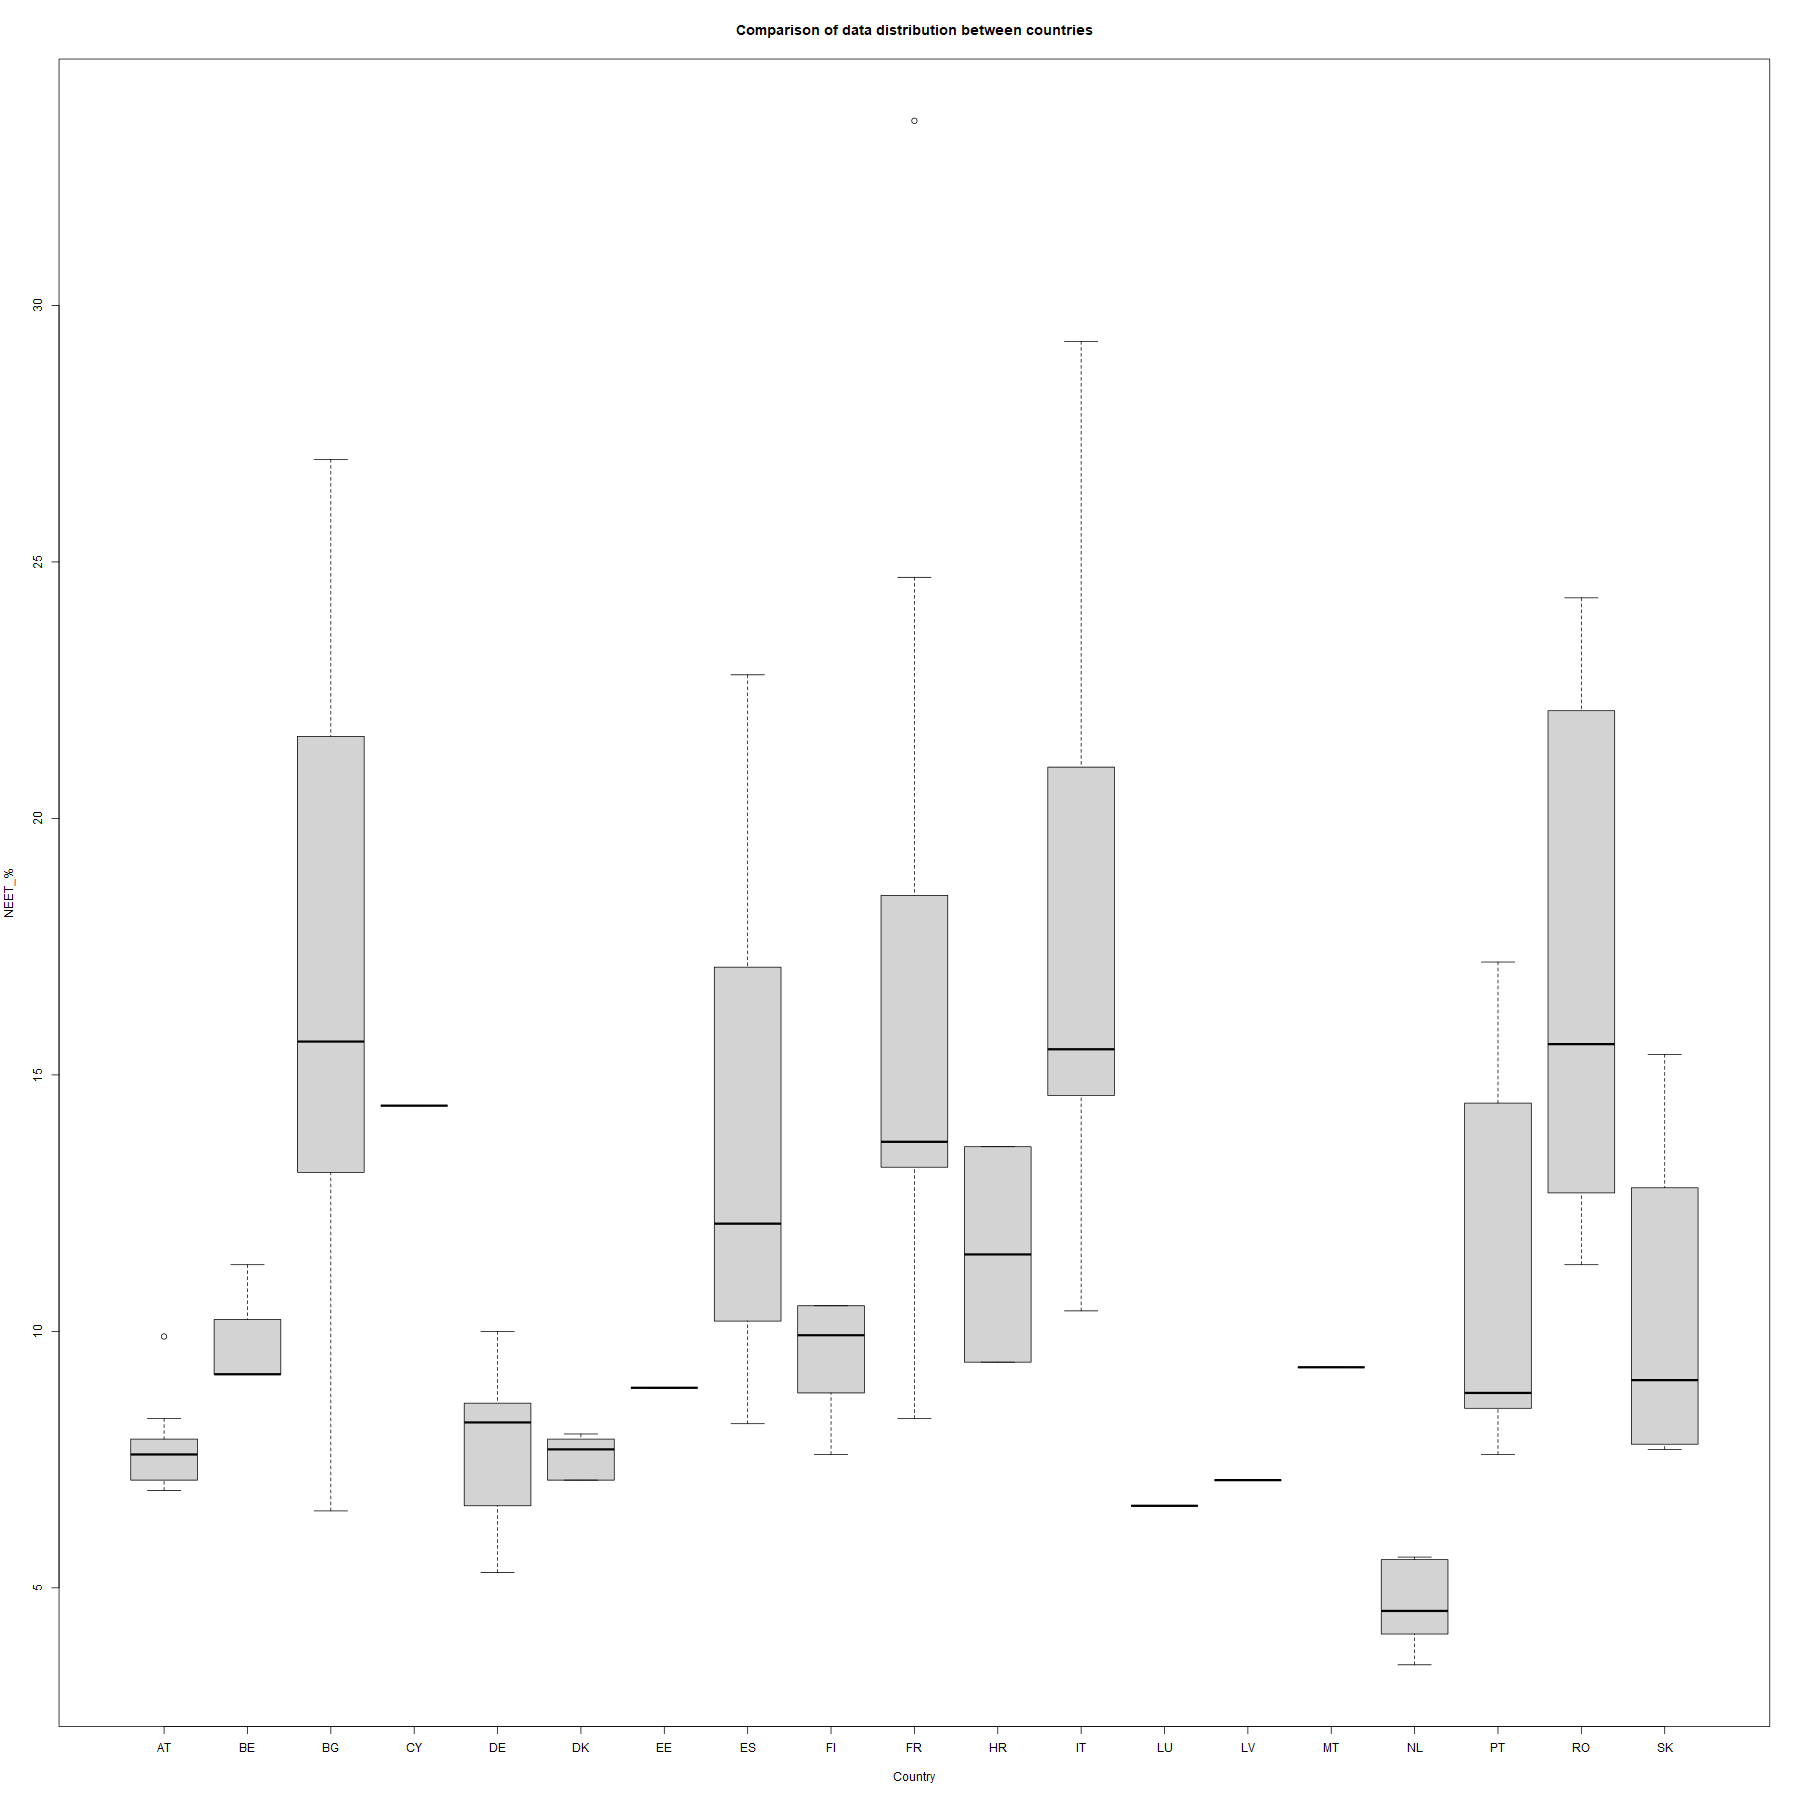 Comparison of data distribution between countries
30
25
20
15
10
5
NEET_%
AT BE BG CY DE DK EE ES FI FR HR IT LU LV MT NL PT RO SK
Country